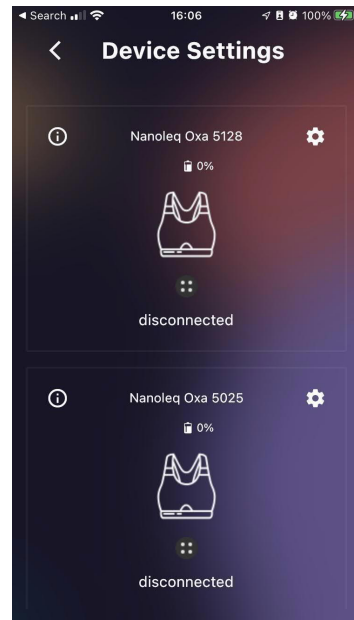 Search 16:06 100%
Device Settings
Nanoleq Oxa 5128
0%
disconnected
Nanoleq Oxa 5025
0%
disconnected